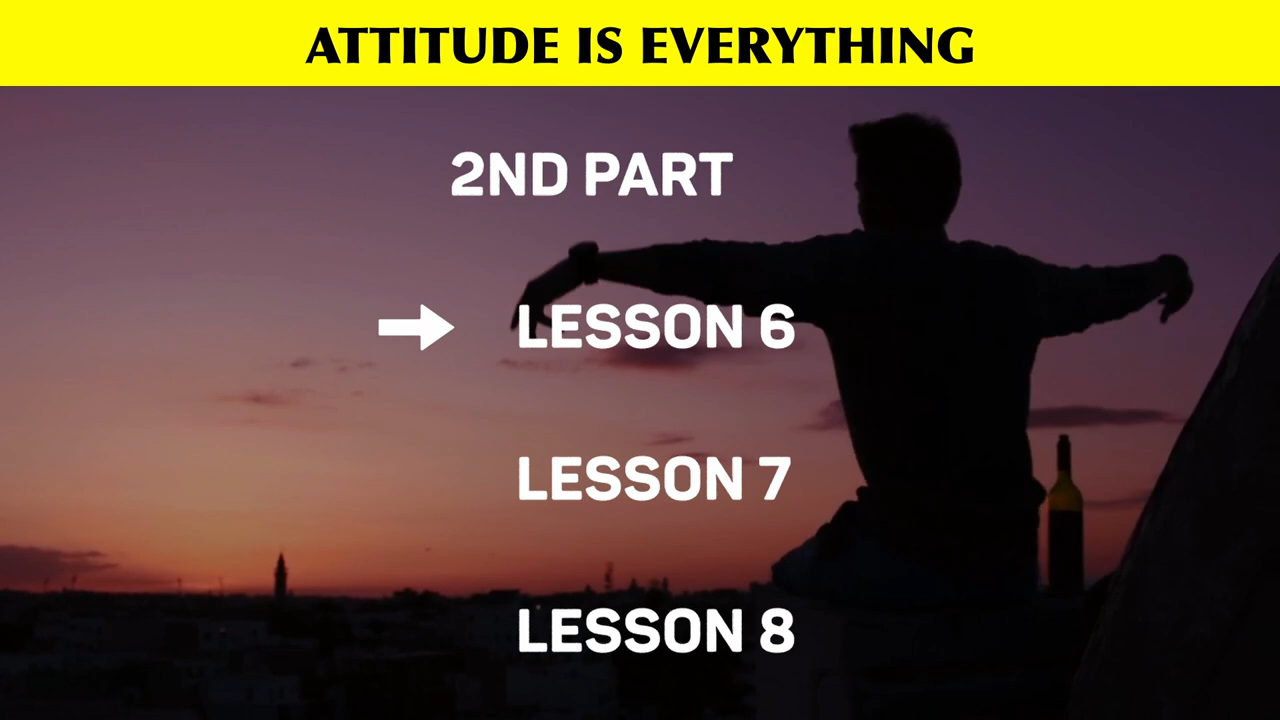 ATTITUDE IS EVERYTHING
2ND PART
LESSON 6
LESSON 7
LESSON 8